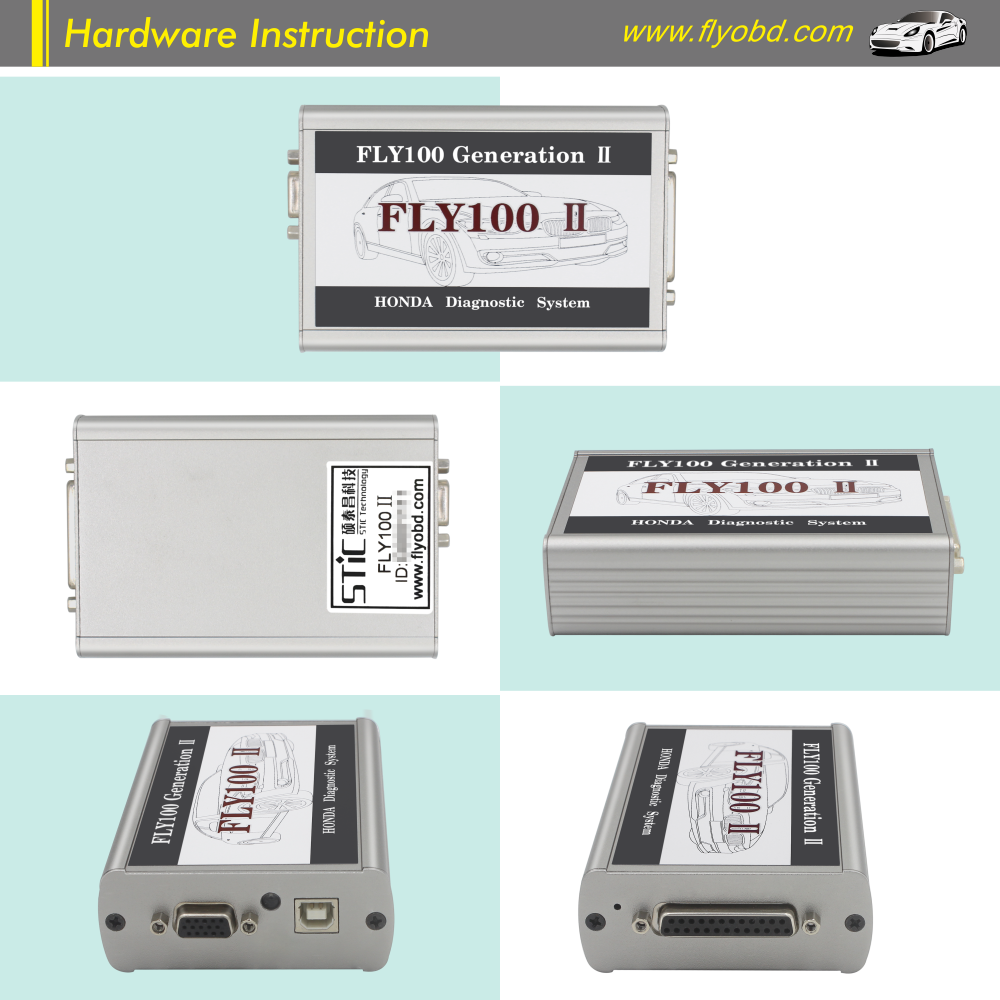 Hardware Instruction
www.flyobd.com
FLY100 Generation II
FLY100 II
HONDA Diagnostic System
STiC 硕泰昌科技
STiC Technology
FLY100 II
ID:
www.flyobd.com
FLY100 Generation II
FLY100 II
HONDA Diagnostic System
FLY100 Generation II
FLY100 II
HONDA Diagnostic System
FLY100 Generation II
FLY100 II
HONDA Diagnostic System